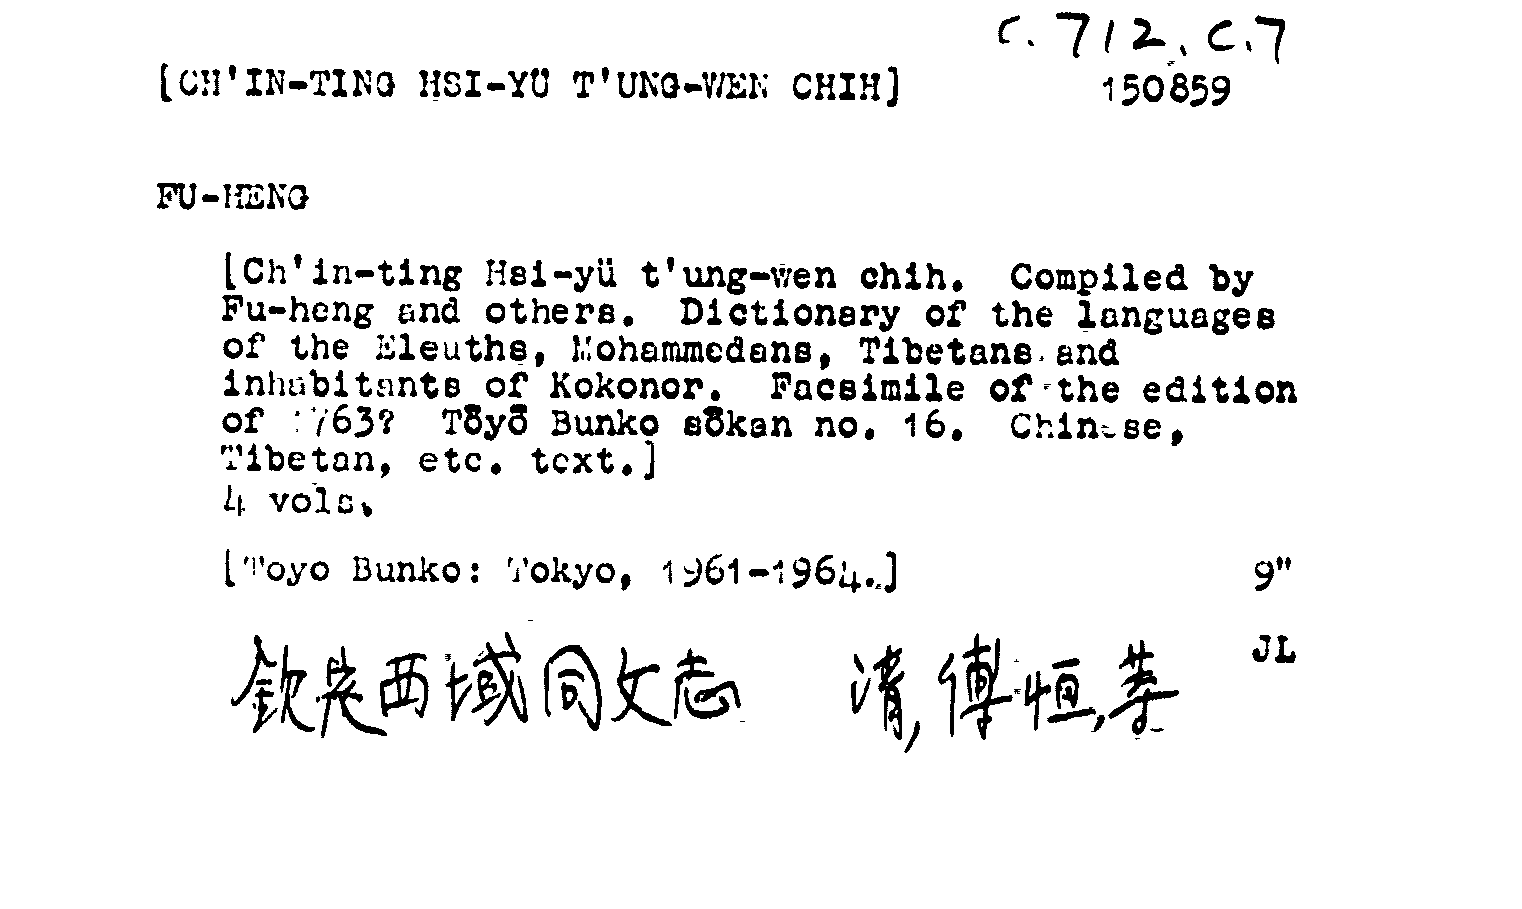 C. 712. C.7
[CH'IN-TING HSI-YÜ T'UNG-WEN CHIH] 150859
FU-HENG
[Ch'in-ting Hsi-yü t'ung-wen chih. Compiled by
Fu-heng and others. Dictionary of the languages
of the Eleuths, Mohammedans, Tibetans and
inhabitants of Kokonor. Facsimile of the edition
of 1763? Tōyō Bunko sōkan no. 16. Chinese,
Tibetan, etc. text.]
4 vols.
[Toyo Bunko: Tokyo, 1961-1964.] 9"
JL
欽定西域同文志 清,傅恒,等